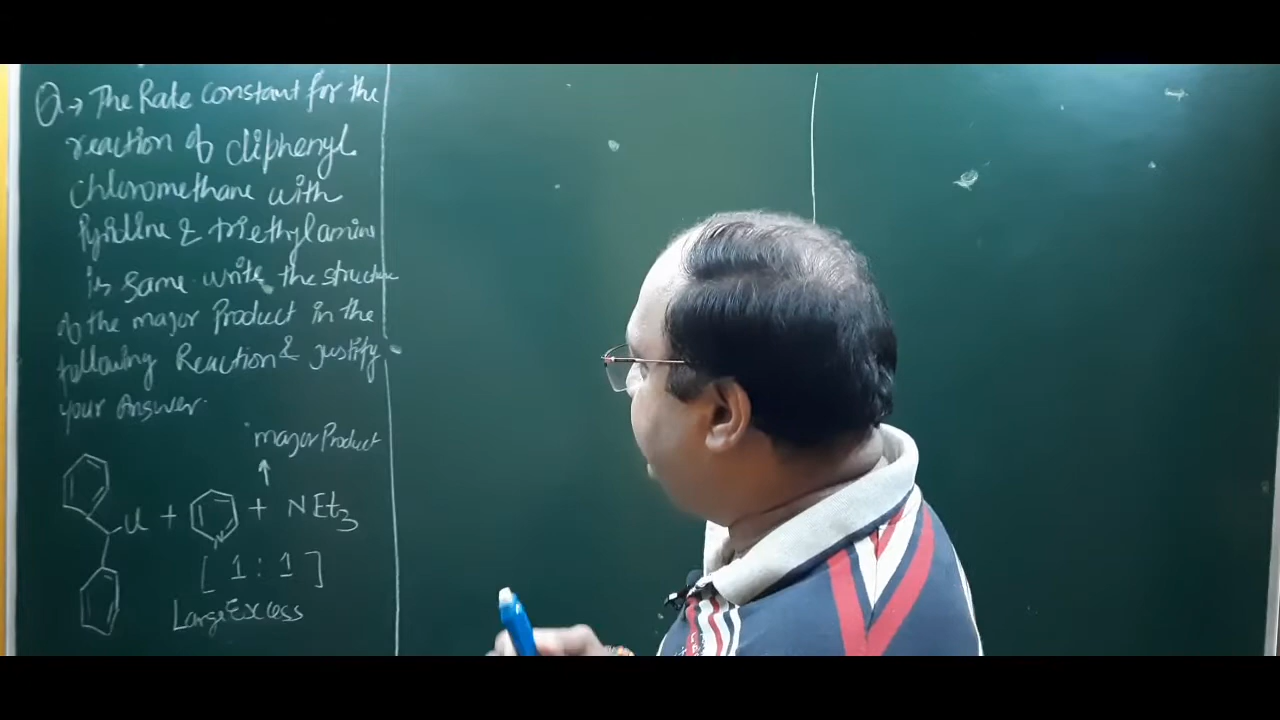 Q→ The Rate constant for the
reaction of diphenyl
chloromethane with
Pyridine & triethylamine
is same. write the structure
of the major Product in the
following Reaction & justify
your Answer.
major Product
↑
Cl + N + NEt3
[1 : 1]
Large Excess